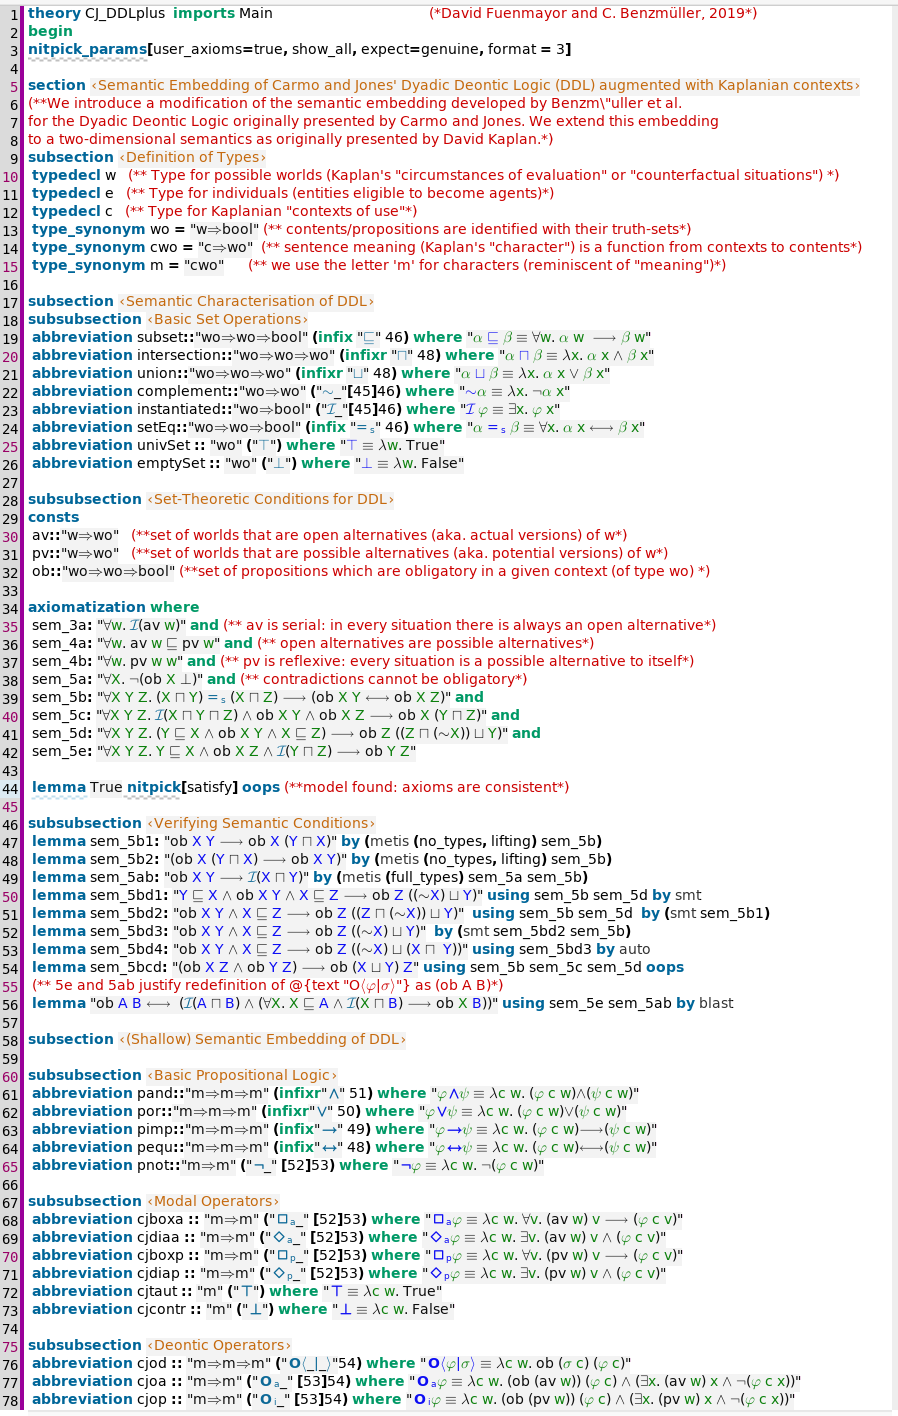 1 theory CJ_DDLplus imports Main (*David Fuenmayor and C. Benzmüller, 2019*)
2 begin
3 nitpick_params[user_axioms=true, show_all, expect=genuine, format = 3]
4
5 section ‹Semantic Embedding of Carmo and Jones' Dyadic Deontic Logic (DDL) augmented with Kaplanian contexts›
6 (**We introduce a modification of the semantic embedding developed by Benzm\"uller et al.
7 for the Dyadic Deontic Logic originally presented by Carmo and Jones. We extend this embedding
8 to a two-dimensional semantics as originally presented by David Kaplan.*)
9 subsection ‹Definition of Types›
10 typedecl w (** Type for possible worlds (Kaplan's "circumstances of evaluation" or "counterfactual situations") *)
11 typedecl e (** Type for individuals (entities eligible to become agents)*)
12 typedecl c (** Type for Kaplanian "contexts of use"*)
13 type_synonym wo = "w⇒bool" (** contents/propositions are identified with their truth-sets*)
14 type_synonym cwo = "c⇒wo" (** sentence meaning (Kaplan's "character") is a function from contexts to contents*)
15 type_synonym m = "cwo" (** we use the letter 'm' for characters (reminiscent of "meaning")*)
16
17 subsection ‹Semantic Characterisation of DDL›
18 subsubsection ‹Basic Set Operations›
19 abbreviation subset::"wo⇒wo⇒bool" (infix "⊑" 46) where "α ⊑ β ≡ ∀w. α w ⟶ β w"
20 abbreviation intersection::"wo⇒wo⇒wo" (infixr "⊓" 48) where "α ⊓ β ≡ λx. α x ∧ β x"
21 abbreviation union::"wo⇒wo⇒wo" (infixr "⊔" 48) where "α ⊔ β ≡ λx. α x ∨ β x"
22 abbreviation complement::"wo⇒wo" ("∼_"[45]46) where "∼α ≡ λx. ¬α x"
23 abbreviation instantiated::"wo⇒bool" ("ℐ_"[45]46) where "ℐ φ ≡ ∃x. φ x"
24 abbreviation setEq::"wo⇒wo⇒bool" (infix "=ₛ" 46) where "α =ₛ β ≡ ∀x. α x ⟷ β x"
25 abbreviation univSet :: "wo" ("⊤") where "⊤ ≡ λw. True"
26 abbreviation emptySet :: "wo" ("⊥") where "⊥ ≡ λw. False"
27
28 subsubsection ‹Set-Theoretic Conditions for DDL›
29 consts
30 av::"w⇒wo" (**set of worlds that are open alternatives (aka. actual versions) of w*)
31 pv::"w⇒wo" (**set of worlds that are possible alternatives (aka. potential versions) of w*)
32 ob::"wo⇒wo⇒bool" (**set of propositions which are obligatory in a given context (of type wo) *)
33
34 axiomatization where
35 sem_3a: "∀w. ℐ(av w)" and (** av is serial: in every situation there is always an open alternative*)
36 sem_4a: "∀w. av w ⊑ pv w" and (** open alternatives are possible alternatives*)
37 sem_4b: "∀w. pv w w" and (** pv is reflexive: every situation is a possible alternative to itself*)
38 sem_5a: "∀X. ¬(ob X ⊥)" and (** contradictions cannot be obligatory*)
39 sem_5b: "∀X Y Z. (X ⊓ Y) =ₛ (X ⊓ Z) ⟶ (ob X Y ⟷ ob X Z)" and
40 sem_5c: "∀X Y Z. ℐ(X ⊓ Y ⊓ Z) ∧ ob X Y ∧ ob X Z ⟶ ob X (Y ⊓ Z)" and
41 sem_5d: "∀X Y Z. (Y ⊑ X ∧ ob X Y ∧ X ⊑ Z) ⟶ ob Z ((Z ⊓ (∼X)) ⊔ Y)" and
42 sem_5e: "∀X Y Z. Y ⊑ X ∧ ob X Z ∧ ℐ(Y ⊓ Z) ⟶ ob Y Z"
43
44 lemma True nitpick[satisfy] oops (**model found: axioms are consistent*)
45
46 subsubsection ‹Verifying Semantic Conditions›
47 lemma sem_5b1: "ob X Y ⟶ ob X (Y ⊓ X)" by (metis (no_types, lifting) sem_5b)
48 lemma sem_5b2: "(ob X (Y ⊓ X) ⟶ ob X Y)" by (metis (no_types, lifting) sem_5b)
49 lemma sem_5ab: "ob X Y ⟶ ℐ(X ⊓ Y)" by (metis (full_types) sem_5a sem_5b)
50 lemma sem_5bd1: "Y ⊑ X ∧ ob X Y ∧ X ⊑ Z ⟶ ob Z ((∼X) ⊔ Y)" using sem_5b sem_5d by smt
51 lemma sem_5bd2: "ob X Y ∧ X ⊑ Z ⟶ ob Z ((Z ⊓ (∼X)) ⊔ Y)" using sem_5b sem_5d by (smt sem_5b1)
52 lemma sem_5bd3: "ob X Y ∧ X ⊑ Z ⟶ ob Z ((∼X) ⊔ Y)" by (smt sem_5bd2 sem_5b)
53 lemma sem_5bd4: "ob X Y ∧ X ⊑ Z ⟶ ob Z ((∼X) ⊔ (X ⊓ Y))" using sem_5bd3 by auto
54 lemma sem_5bcd: "(ob X Z ∧ ob Y Z) ⟶ ob (X ⊔ Y) Z" using sem_5b sem_5c sem_5d oops
55 (** 5e and 5ab justify redefinition of @{text "O⟨φ|σ⟩"} as (ob A B)*)
56 lemma "ob A B ⟷ (ℐ(A ⊓ B) ∧ (∀X. X ⊑ A ∧ ℐ(X ⊓ B) ⟶ ob X B))" using sem_5e sem_5ab by blast
57
58 subsection ‹(Shallow) Semantic Embedding of DDL›
59
60 subsubsection ‹Basic Propositional Logic›
61 abbreviation pand::"m⇒m⇒m" (infixr"∧" 51) where "φ∧ψ ≡ λc w. (φ c w)∧(ψ c w)"
62 abbreviation por::"m⇒m⇒m" (infixr"∨" 50) where "φ∨ψ ≡ λc w. (φ c w)∨(ψ c w)"
63 abbreviation pimp::"m⇒m⇒m" (infix"→" 49) where "φ→ψ ≡ λc w. (φ c w)⟶(ψ c w)"
64 abbreviation pequ::"m⇒m⇒m" (infix"↔" 48) where "φ↔ψ ≡ λc w. (φ c w)⟷(ψ c w)"
65 abbreviation pnot::"m⇒m" ("¬_" [52]53) where "¬φ ≡ λc w. ¬(φ c w)"
66
67 subsubsection ‹Modal Operators›
68 abbreviation cjboxa :: "m⇒m" ("□ₐ_" [52]53) where "□ₐφ ≡ λc w. ∀v. (av w) v ⟶ (φ c v)"
69 abbreviation cjdiaa :: "m⇒m" ("◇ₐ_" [52]53) where "◇ₐφ ≡ λc w. ∃v. (av w) v ∧ (φ c v)"
70 abbreviation cjboxp :: "m⇒m" ("□ₚ_" [52]53) where "□ₚφ ≡ λc w. ∀v. (pv w) v ⟶ (φ c v)"
71 abbreviation cjdiap :: "m⇒m" ("◇ₚ_" [52]53) where "◇ₚφ ≡ λc w. ∃v. (pv w) v ∧ (φ c v)"
72 abbreviation cjtaut :: "m" ("⊤") where "⊤ ≡ λc w. True"
73 abbreviation cjcontr :: "m" ("⊥") where "⊥ ≡ λc w. False"
74
75 subsubsection ‹Deontic Operators›
76 abbreviation cjod :: "m⇒m⇒m" ("O⟨_|_⟩"54) where "O⟨φ|σ⟩ ≡ λc w. ob (σ c) (φ c)"
77 abbreviation cjoa :: "m⇒m" ("Oₐ_" [53]54) where "Oₐφ ≡ λc w. (ob (av w)) (φ c) ∧ (∃x. (av w) x ∧ ¬(φ c x))"
78 abbreviation cjop :: "m⇒m" ("Oᵢ_" [53]54) where "Oᵢφ ≡ λc w. (ob (pv w)) (φ c) ∧ (∃x. (pv w) x ∧ ¬(φ c x))"